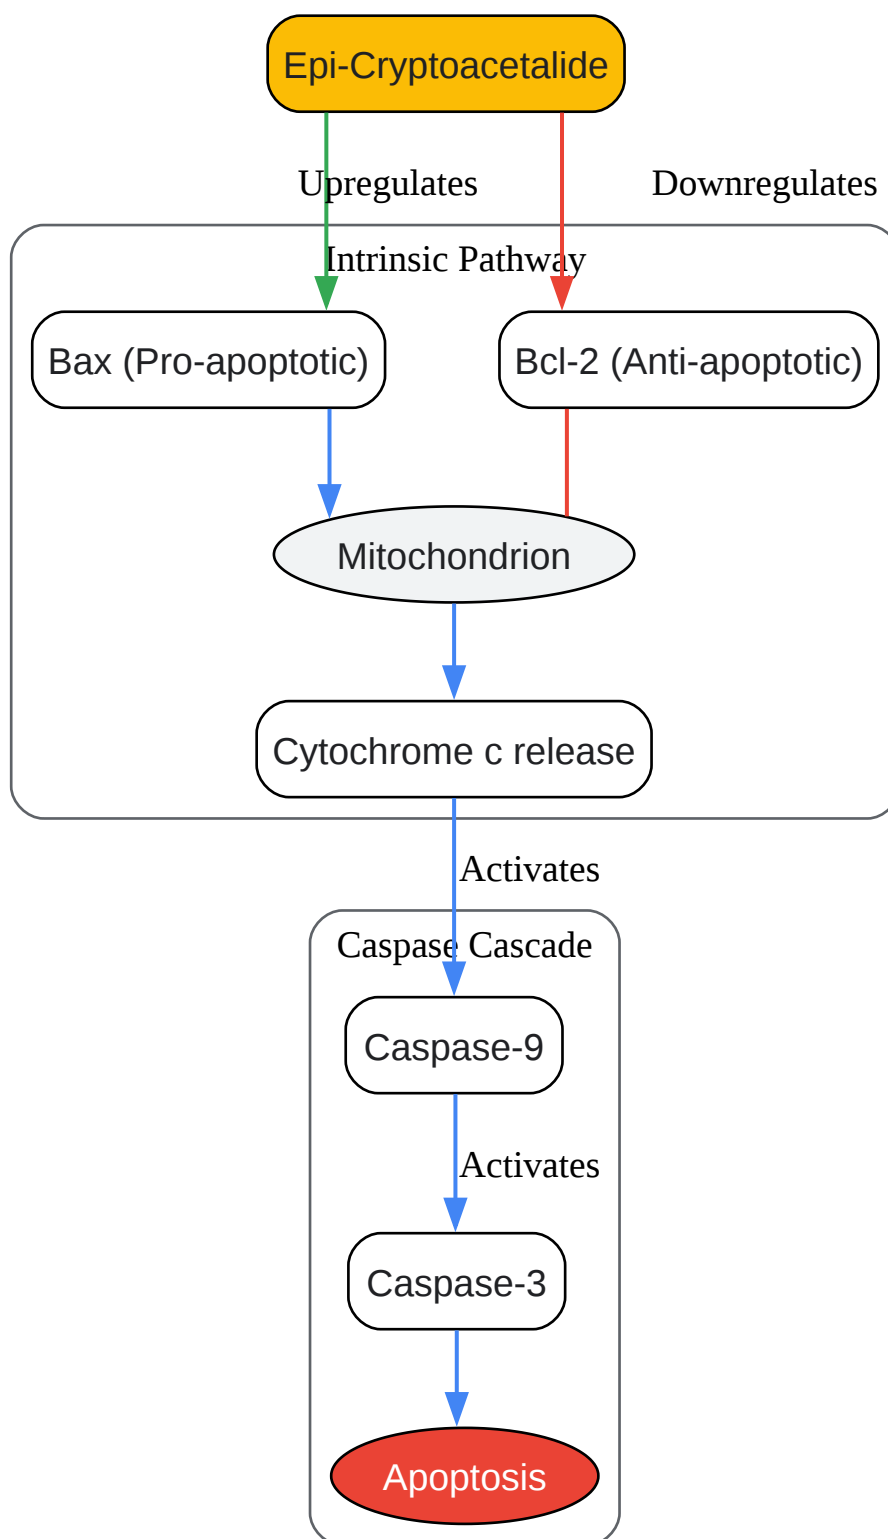 Epi-Cryptoacetalide
Upregulates
Downregulates
Intrinsic Pathway
Bax (Pro-apoptotic)
Bcl-2 (Anti-apoptotic)
Mitochondrion
Cytochrome c release
Activates
Caspase Cascade
Caspase-9
Activates
Caspase-3
Apoptosis